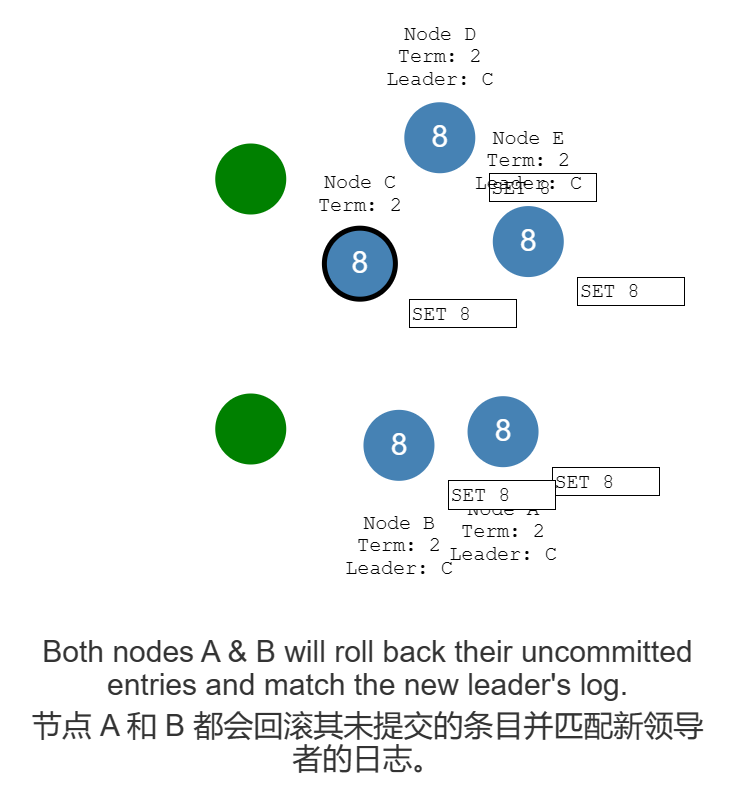 Node D
Term: 2
Leader: C
8
Node E
Term: 2
Leader: C
SET 8
Node C
Term: 2
8
8
SET 8
SET 8
8
8
SET 8
SET 8
Node A
Term: 2
Leader: C
Node B
Term: 2
Leader: C
Both nodes A & B will roll back their uncommitted
entries and match the new leader's log.
节点 A 和 B 都会回滚其未提交的条目并匹配新领导
者的日志。